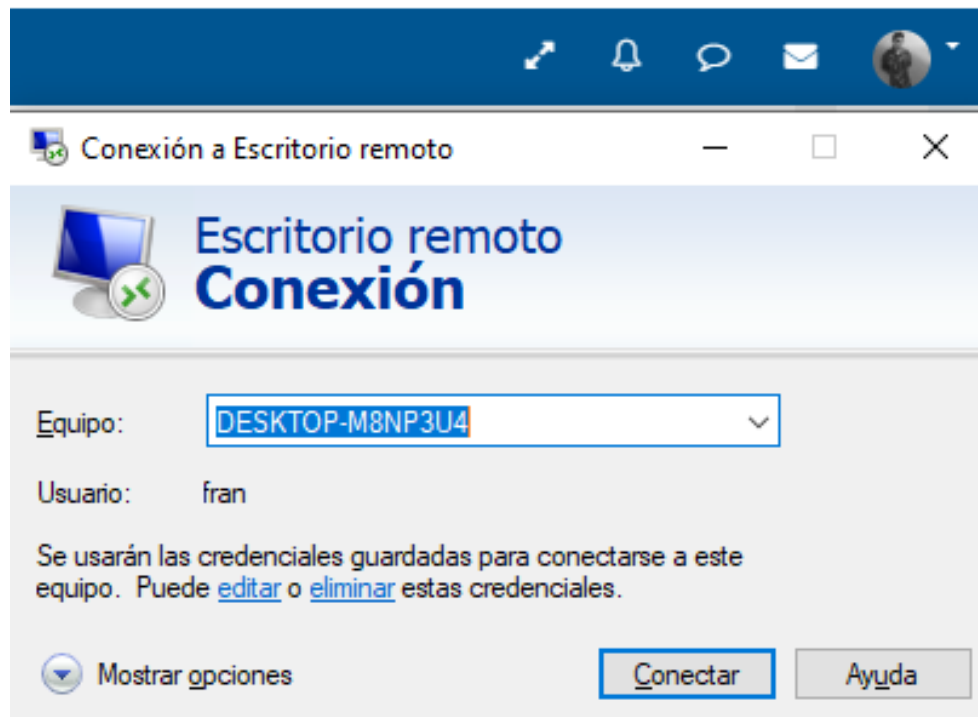 Conexión a Escritorio remoto
Escritorio remoto
Conexión
Equipo: DESKTOP-M8NP3U4
Usuario: fran
Se usarán las credenciales guardadas para conectarse a este
equipo. Puede editar o eliminar estas credenciales.
Mostrar opciones Conectar Ayuda